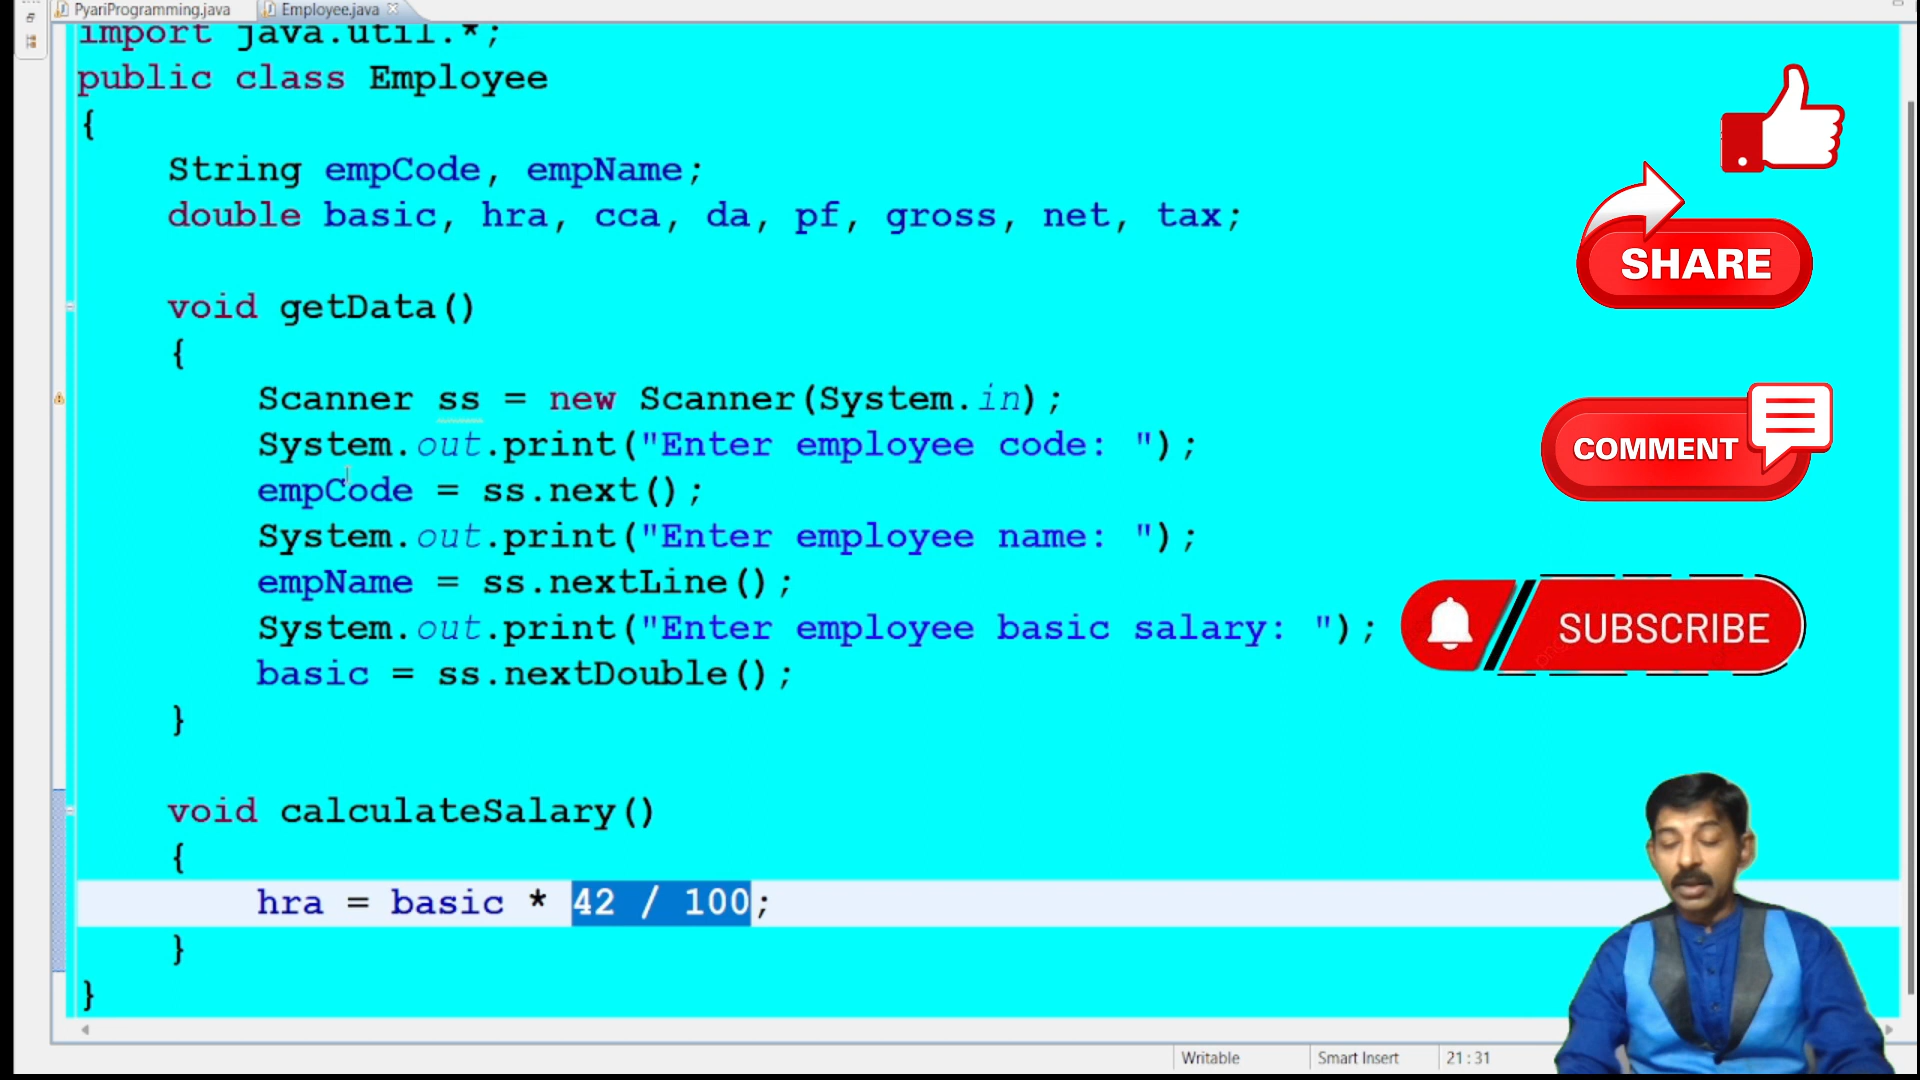 PyariProgramming.java
Employee.java
import java.util.*;
public class Employee
{
String empCode, empName;
double basic, hra, cca, da, pf, gross, net, tax;
void getData()
{
Scanner ss = new Scanner(System.in);
System.out.print("Enter employee code: ");
empCode = ss.next();
System.out.print("Enter employee name: ");
empName = ss.nextLine();
System.out.print("Enter employee basic salary: ");
basic = ss.nextDouble();
}
void calculateSalary()
{
hra = basic * 42 / 100;
}
}
SHARE
COMMENT
SUBSCRIBE
Writable
Smart Insert
21 : 31